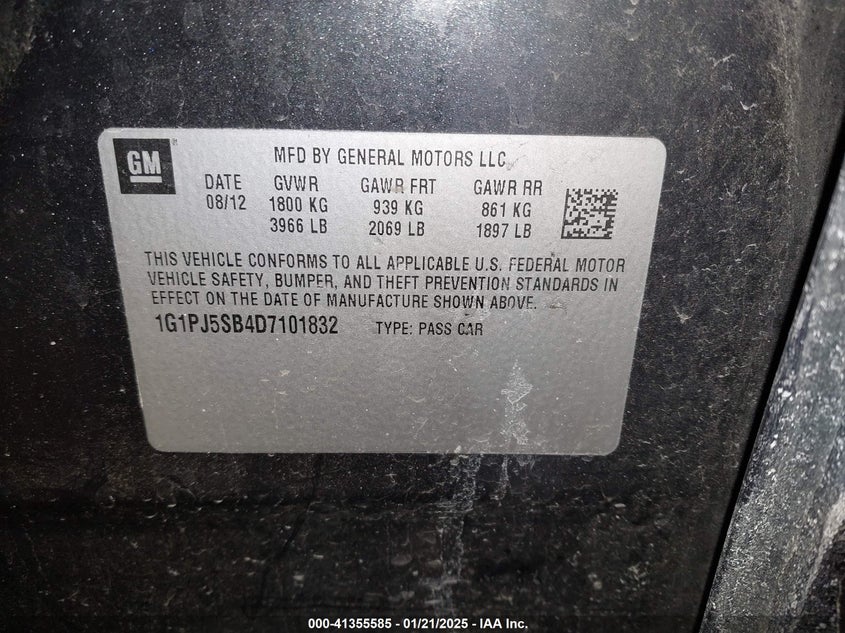 GM
MFD BY GENERAL MOTORS LLC
DATE GVWR GAWR FRT GAWR RR
08/12 1800 KG 939 KG 861 KG
3966 LB 2069 LB 1897 LB
THIS VEHICLE CONFORMS TO ALL APPLICABLE U.S. FEDERAL MOTOR
VEHICLE SAFETY, BUMPER, AND THEFT PREVENTION STANDARDS IN
EFFECT ON THE DATE OF MANUFACTURE SHOWN ABOVE.
1G1PJ5SB4D7101832 TYPE: PASS CAR
000-41355585 - 01/21/2025 - IAA Inc.